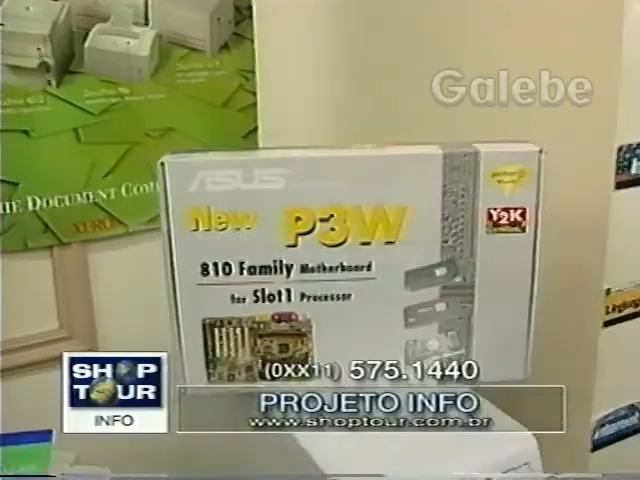 Galebe
THE DOCUMENT COM
XEROX
ASUS
New P3W
Y2K
810 Family Motherboard
for Slot1 Processor
(0XX11) 575.1440
SHOP
TOUR
INFO
PROJETO INFO
www.shoptour.com.br